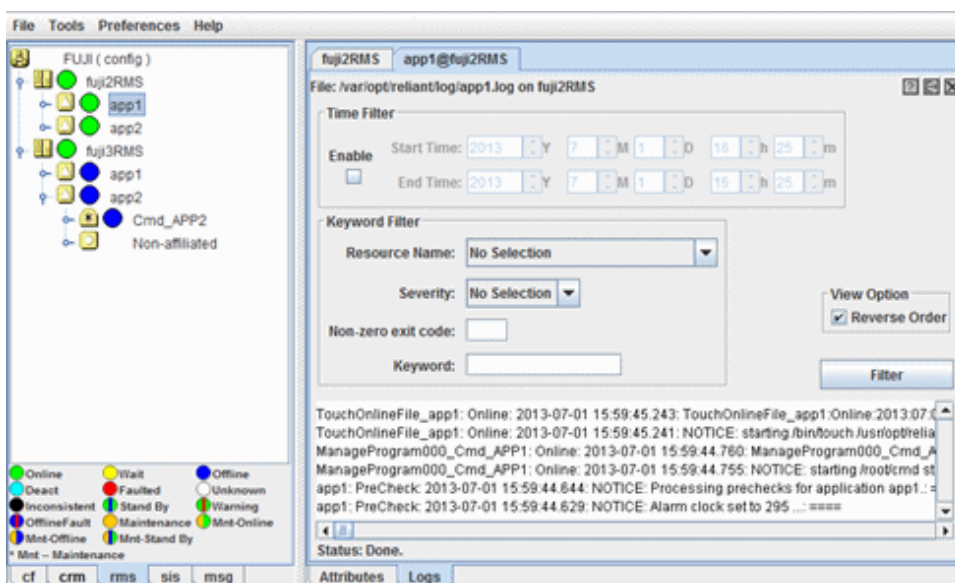 File Tools Preferences Help
FUJI ( config )
fuji2RMS
app1
app2
fuji3RMS
app1
app2
Cmd_APP2
Non-affiliated
Online Wait Offline
Deact Faulted Unknown
Inconsistent Stand By Warning
OfflineFault Maintenance Mnt-Online
Mnt-Offline Mnt-Stand By
* Mnt -- Maintenance
cf crm rms sis msg
fuji2RMS app1@fuji2RMS
File: /var/opt/reliant/log/app1.log on fuji2RMS
Time Filter
Enable
Start Time: 2013 Y 7 M 1 D 16 h 25 m
End Time: 2013 Y 7 M 1 D 16 h 25 m
Keyword Filter
Resource Name: No Selection
Severity: No Selection
Non-zero exit code:
Keyword:
View Option
Reverse Order
Filter
TouchOnlineFile_app1: Online: 2013-07-01 15:59:45.243: TouchOnlineFile_app1:Online:2013:07:0
TouchOnlineFile_app1: Online: 2013-07-01 15:59:45.241: NOTICE: starting /bin/touch /usr/opt/relia
ManageProgram000_Cmd_APP1: Online: 2013-07-01 15:59:44.760: ManageProgram000_Cmd_A
ManageProgram000_Cmd_APP1: Online: 2013-07-01 15:59:44.755: NOTICE: starting /root/cmd st
app1: PreCheck: 2013-07-01 15:59:44.644: NOTICE: Processing prechecks for application app1.: =
app1: PreCheck: 2013-07-01 15:59:44.629: NOTICE: Alarm clock set to 295 ...: ====
Status: Done.
Attributes Logs